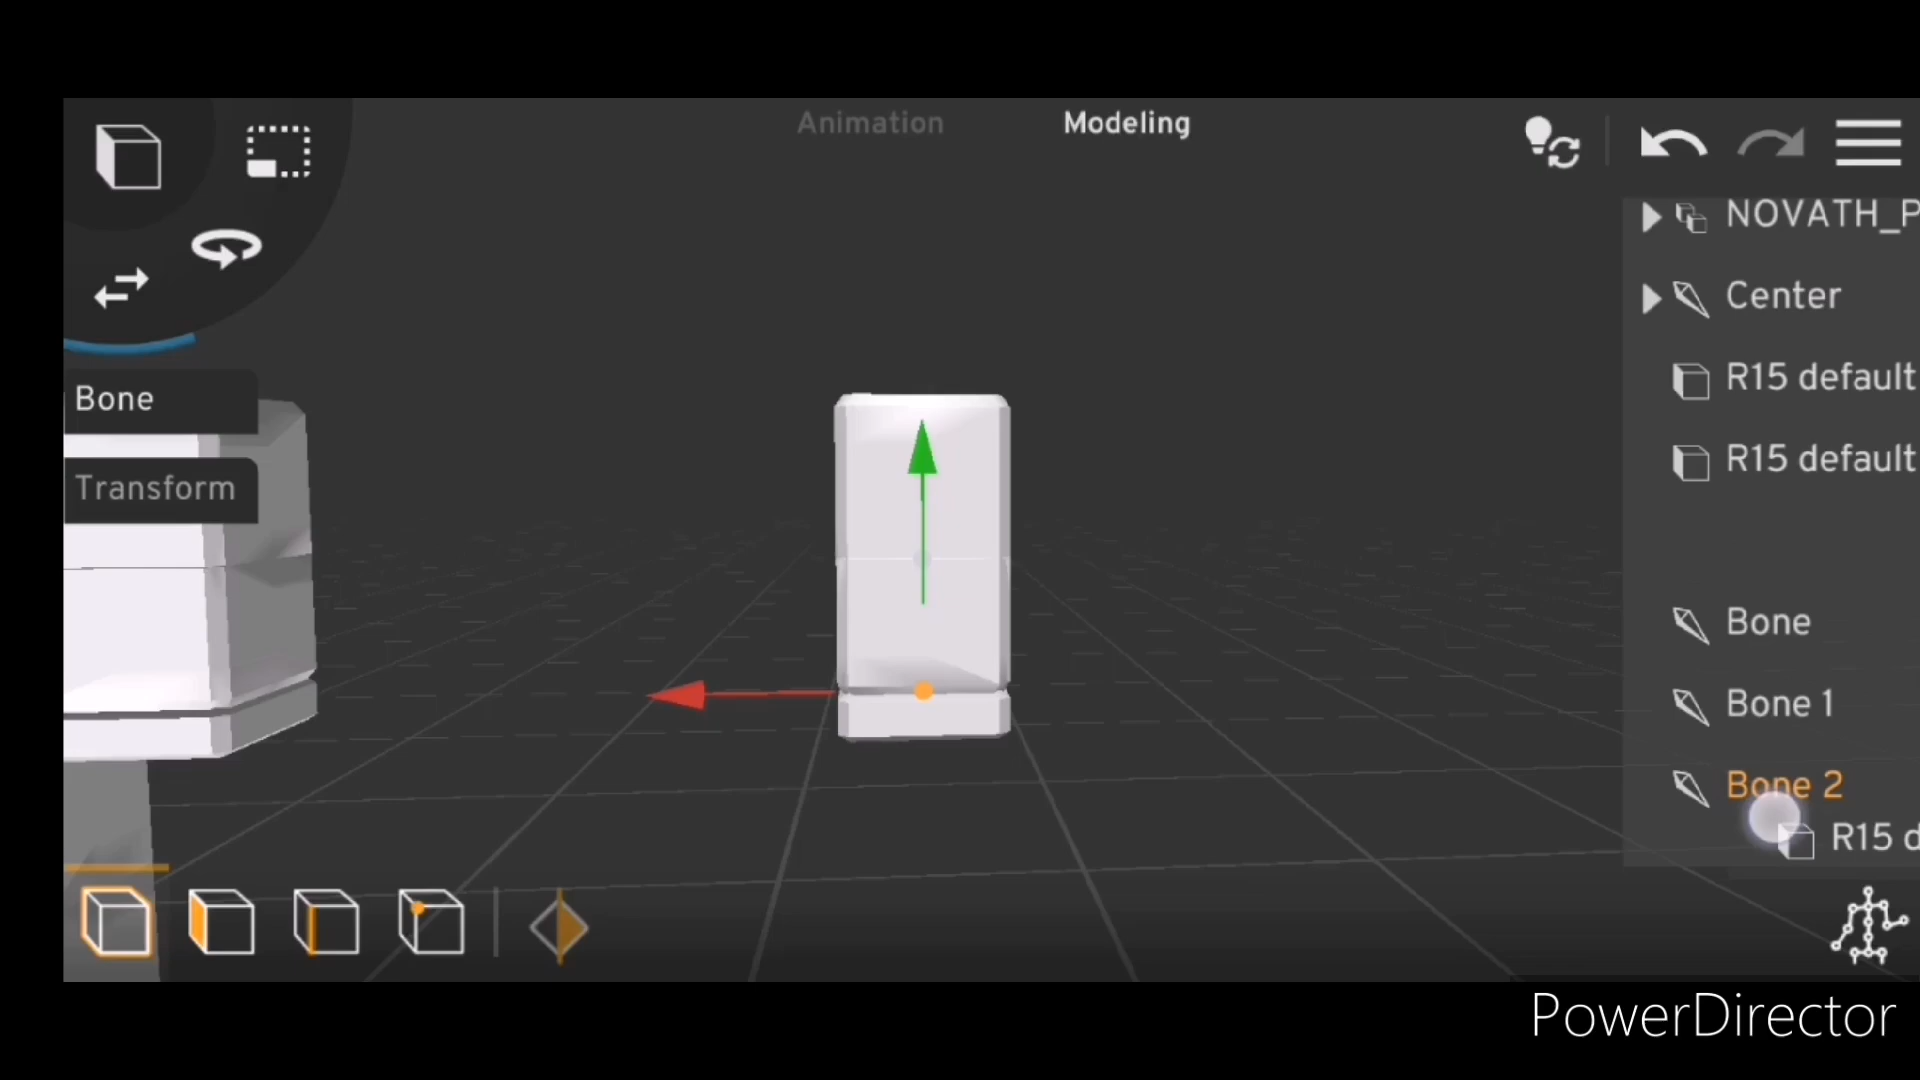 Animation
Modeling
NOVATH_P
Center
Bone
R15 default
Transform
R15 default
Bone
Bone 1
Bone 2
R15 d
PowerDirector